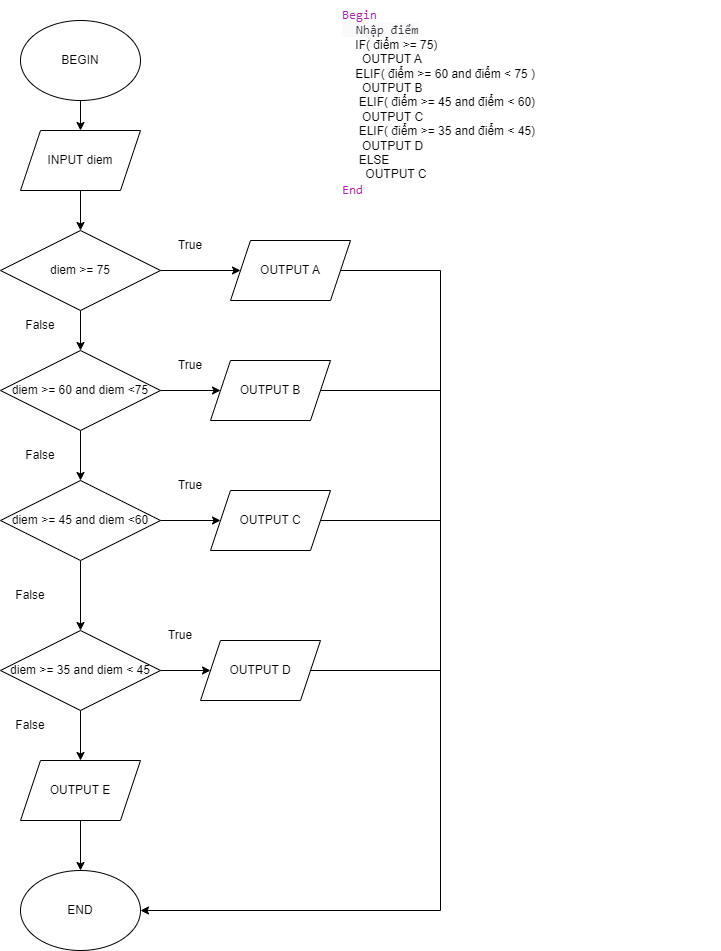 Begin
Nhập điểm
IF( điểm >= 75)
OUTPUT A
ELIF( điểm >= 60 and điểm < 75 )
OUTPUT B
ELIF( điểm >= 45 and điểm < 60)
OUTPUT C
ELIF( điểm >= 35 and điểm < 45)
OUTPUT D
ELSE
OUTPUT C
End
BEGIN
INPUT diem
diem >= 75
True
OUTPUT A
False
diem >= 60 and diem <75
True
OUTPUT B
False
diem >= 45 and diem <60
True
OUTPUT C
False
diem >= 35 and diem < 45
True
OUTPUT D
False
OUTPUT E
END